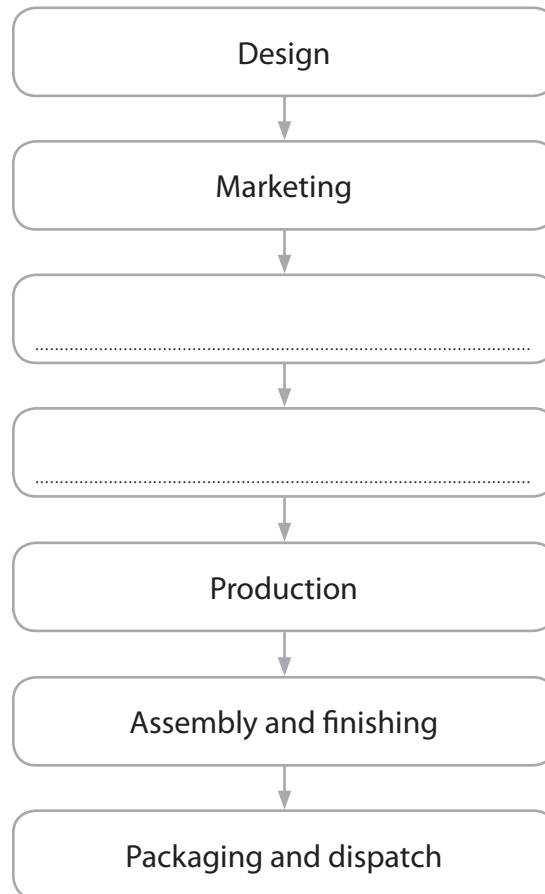 Design
Marketing
Production
Assembly and finishing
Packaging and dispatch